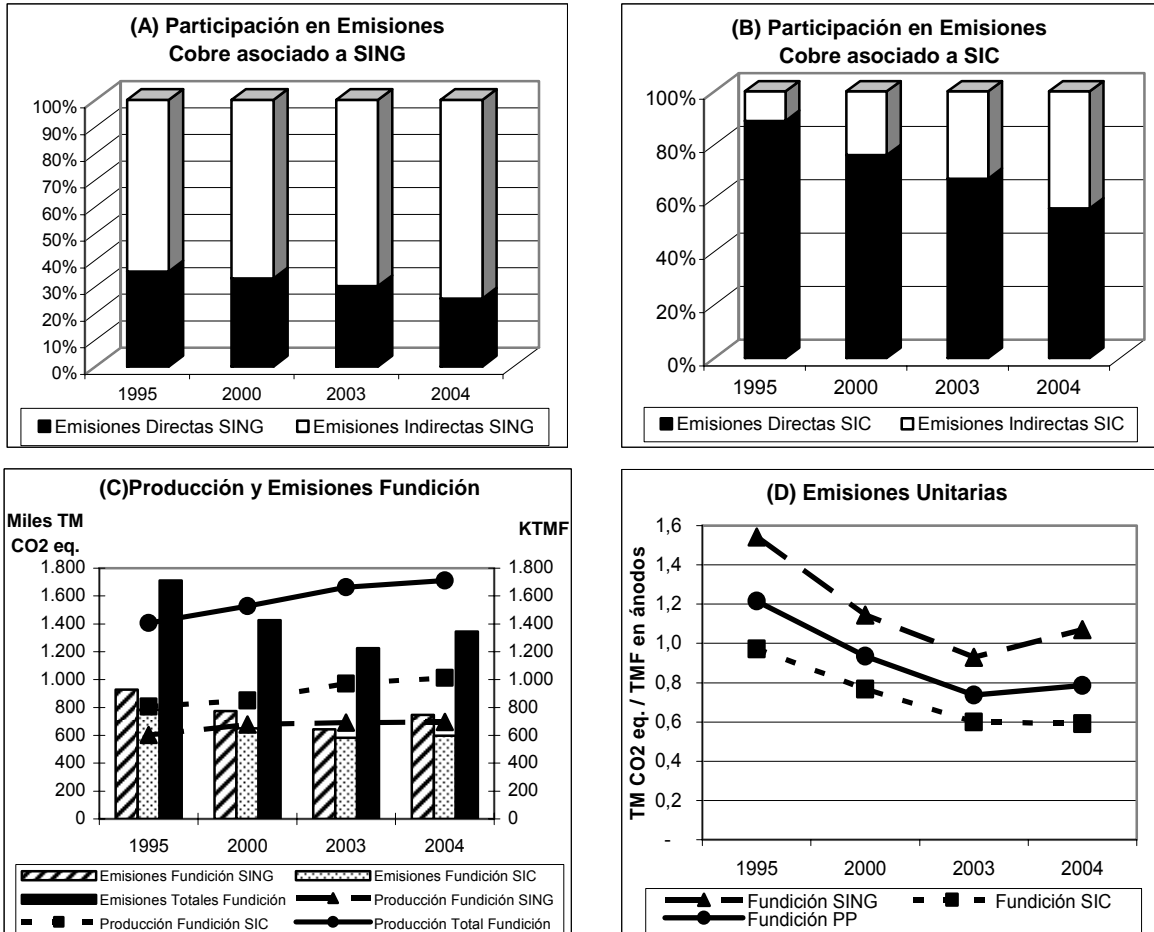 (A) Participación en Emisiones
Cobre asociado a SING
100%
90%
80%
70%
60%
50%
40%
30%
20%
10%
0%
1995 2000 2003 2004
Emisiones Directas SING Emisiones Indirectas SING
(B) Participación en Emisiones
Cobre asociado a SIC
100%
80%
60%
40%
20%
0%
1995 2000 2003 2004
Emisiones Directas SIC Emisiones Indirectas SIC
(C)Producción y Emisiones Fundición
Miles TM
CO2 eq.
KTMF
1.800 1.800
1.600 1.600
1.400 1.400
1.200 1.200
1.000 1.000
800 800
600 600
400 400
200 200
0 0
1995 2000 2003 2004
Emisiones Fundición SING Emisiones Fundición SIC
Emisiones Totales Fundición Producción Fundición SING
Producción Fundición SIC Producción Total Fundición
(D) Emisiones Unitarias
TM CO2 eq. / TMF en ánodos
1,6
1,4
1,2
1,0
0,8
0,6
0,4
0,2
-
1995 2000 2003 2004
Fundición SING Fundición SIC
Fundición PP